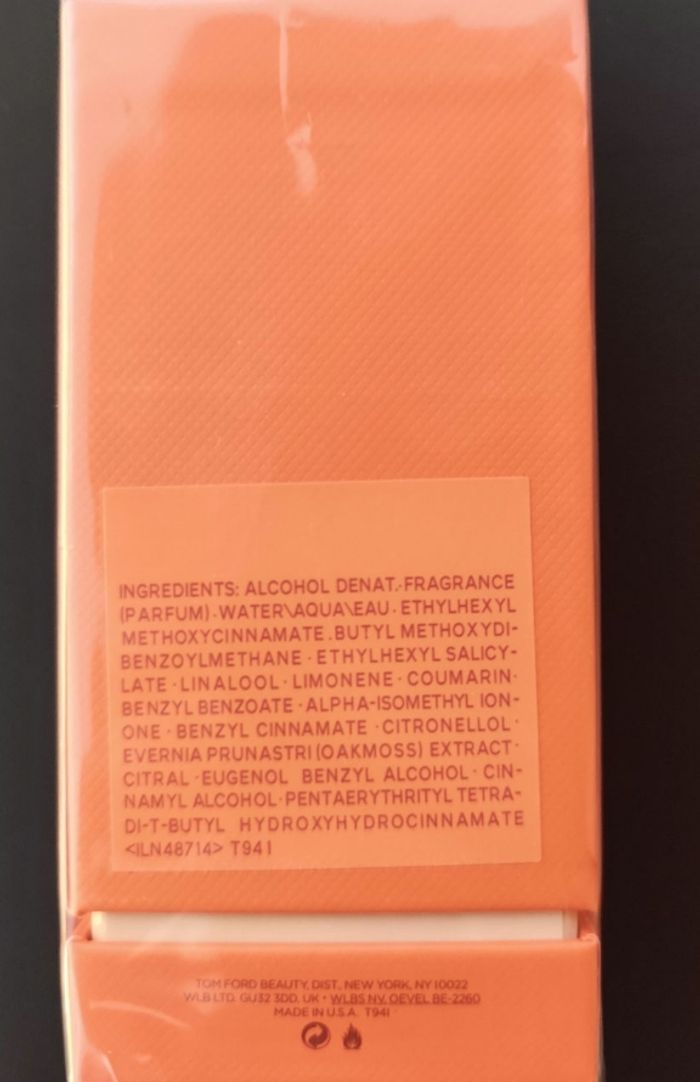 INGREDIENTS: ALCOHOL DENAT.·FRAGRANCE
(PARFUM)·WATER\AQUA\EAU·ETHYLHEXYL
METHOXYCINNAMATE.BUTYL METHOXYDI-
BENZOYLMETHANE·ETHYLHEXYL SALICY-
LATE·LINALOOL·LIMONENE·COUMARIN·
BENZYL BENZOATE·ALPHA-ISOMETHYL ION-
ONE·BENZYL CINNAMATE·CITRONELLOL·
EVERNIA PRUNASTRI (OAKMOSS) EXTRACT·
CITRAL·EUGENOL BENZYL ALCOHOL·CIN-
NAMYL ALCOHOL·PENTAERYTHRITYL TETRA-
DI-T-BUTYL HYDROXYHYDROCINNAMATE
<ILN48714> T941
TOM FORD BEAUTY, DIST., NEW YORK, NY 10022
WLB LTD. GU32 3DD, UK • WLBS NV. OEVEL BE-2260
MADE IN U.S.A. T941